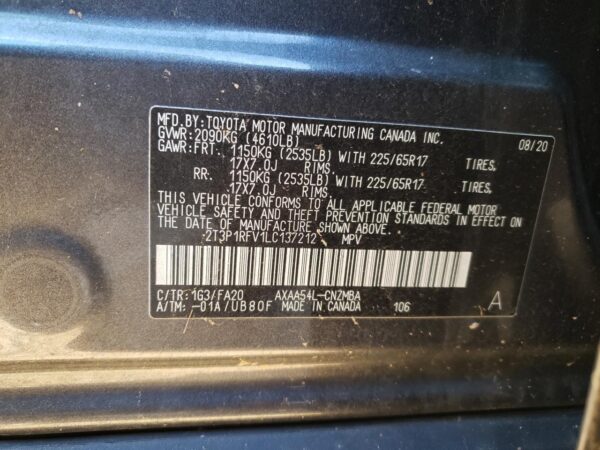 MFD.BY:TOYOTA MOTOR MANUFACTURING CANADA INC.
GVWR:2090KG (4610LB) 08/20
GAWR:FRT. 1150KG (2535LB) WITH 225/65R17 TIRES,
17X7.0J RIMS.
RR. 1150KG (2535LB) WITH 225/65R17 TIRES,
17X7.0J RIMS.
THIS VEHICLE CONFORMS TO ALL APPLICABLE FEDERAL MOTOR
VEHICLE SAFETY AND THEFT PREVENTION STANDARDS IN EFFECT ON
THE DATE OF MANUFACTURE SHOWN ABOVE.
2T3P1RFV1LC137212 MPV
C/TR:1G3/FA20 AXAA54L-CNZMBA
A/TM:-01A/UB80F MADE IN CANADA 106 A